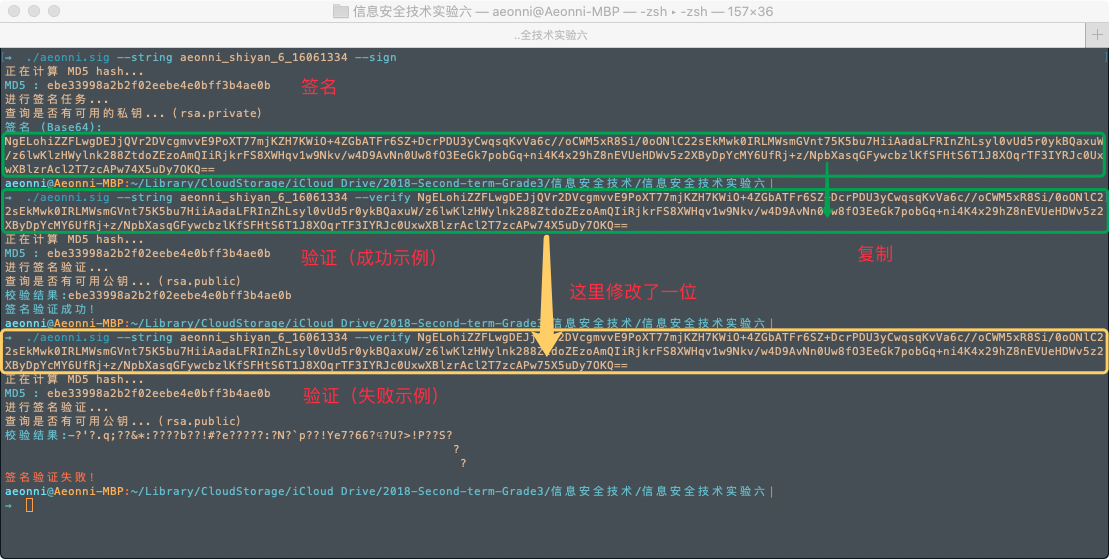 信息安全技术实验六 — aeonni@Aeonni-MBP — -zsh ▸ -zsh — 157×36
..全技术实验六
→ ./aeonni.sig --string aeonni_shiyan_6_16061334 --sign
正在计算 MD5 hash...
MD5 : ebe33998a2b2f02eebe4e0bff3b4ae0b
签名
进行签名任务...
查询是否有可用的私钥...(rsa.private)
签名 (Base64):
NgELohiZZFLwgDEJjQVr2DVcgmvvE9PoXT77mjKZH7KWiO+4ZGbATFr6SZ+DcrPDU3yCwqsqKvVa6c//oCWM5xR8Si/0oONlC22sEkMwk0IRLMWsmGVnt75K5bu7HiiAadaLFRInZhLsyl0vUd5r0ykBQaxuW
/z6lwKlzHWylnk288ZtdoZEzoAmQIiRjkrFS8XWHqv1w9Nkv/w4D9AvNn0Uw8fO3EeGk7pobGq+ni4K4x29hZ8nEVUeHDWv5z2XByDpYcMY6UfRj+z/NpbXasqGFywcbzlKfSFHtS6T1J8XOqrTF3IYRJc0Ux
wXBlzrAcl2T7zcAPw74X5uDy7OKQ==
aeonni@Aeonni-MBP:~/Library/CloudStorage/iCloud Drive/2018-Second-term-Grade3/信息安全技术/信息安全技术实验六|
→ ./aeonni.sig --string aeonni_shiyan_6_16061334 --verify NgELohiZZFLwgDEJjQVr2DVcgmvvE9PoXT77mjKZH7KWiO+4ZGbATFr6SZ+DcrPDU3yCwqsqKvVa6c//oCWM5xR8Si/0oONlC2
2sEkMwk0IRLMWsmGVnt75K5bu7HiiAadaLFRInZhLsyl0vUd5r0ykBQaxuW/z6lwKlzHWylnk288ZtdoZEzoAmQIiRjkrFS8XWHqv1w9Nkv/w4D9AvNn0Uw8fO3EeGk7pobGq+ni4K4x29hZ8nEVUeHDWv5z2
XByDpYcMY6UfRj+z/NpbXasqGFywcbzlKfSFHtS6T1J8XOqrTF3IYRJc0UxwXBlzrAcl2T7zcAPw74X5uDy7OKQ==
正在计算 MD5 hash...
MD5 : ebe33998a2b2f02eebe4e0bff3b4ae0b
验证（成功示例）
复制
进行签名验证...
查询是否有可用公钥...(rsa.public)
校验结果:ebe33998a2b2f02eebe4e0bff3b4ae0b
这里修改了一位
签名验证成功!
aeonni@Aeonni-MBP:~/Library/CloudStorage/iCloud Drive/2018-Second-term-Grade3/信息安全技术/信息安全技术实验六|
→ ./aeonni.sig --string aeonni_shiyan_6_16061334 --verify NgELohiZZFLwgDEJjQVr2DVcgmvvE9PoXT77mjKZH7KWiO+4ZGbATFr6SZ+DcrPDU3yCwqsqKvVa6c//oCWM5xR8Si/0oONlC2
2sEkMwk0IRLMWsmGVnt75K5bu7HiiAadaLFRInZhLsyl0vUd5r0ykBQaxuW/z6lwKlzHWylnk288ZtdoZEzoAmQIiRjkrFS8XWHqv1w9Nkv/w4D9AvNn0Uw8fO3EeGk7pobGq+ni4K4x29hZ8nEVUeHDWv5z2
XByDpYcMY6UfRj+z/NpbXasqGFywcbzlKfSFHtS6T1J8XOqrTF3IYRJc0UxwXBlzrAcl2T7zcAPw75X5uDy7OKQ==
正在计算 MD5 hash...
MD5 : ebe33998a2b2f02eebe4e0bff3b4ae0b
验证（失败示例）
进行签名验证...
查询是否有可用公钥...(rsa.public)
?
?
签名验证失败!
aeonni@Aeonni-MBP:~/Library/CloudStorage/iCloud Drive/2018-Second-term-Grade3/信息安全技术/信息安全技术实验六|
→